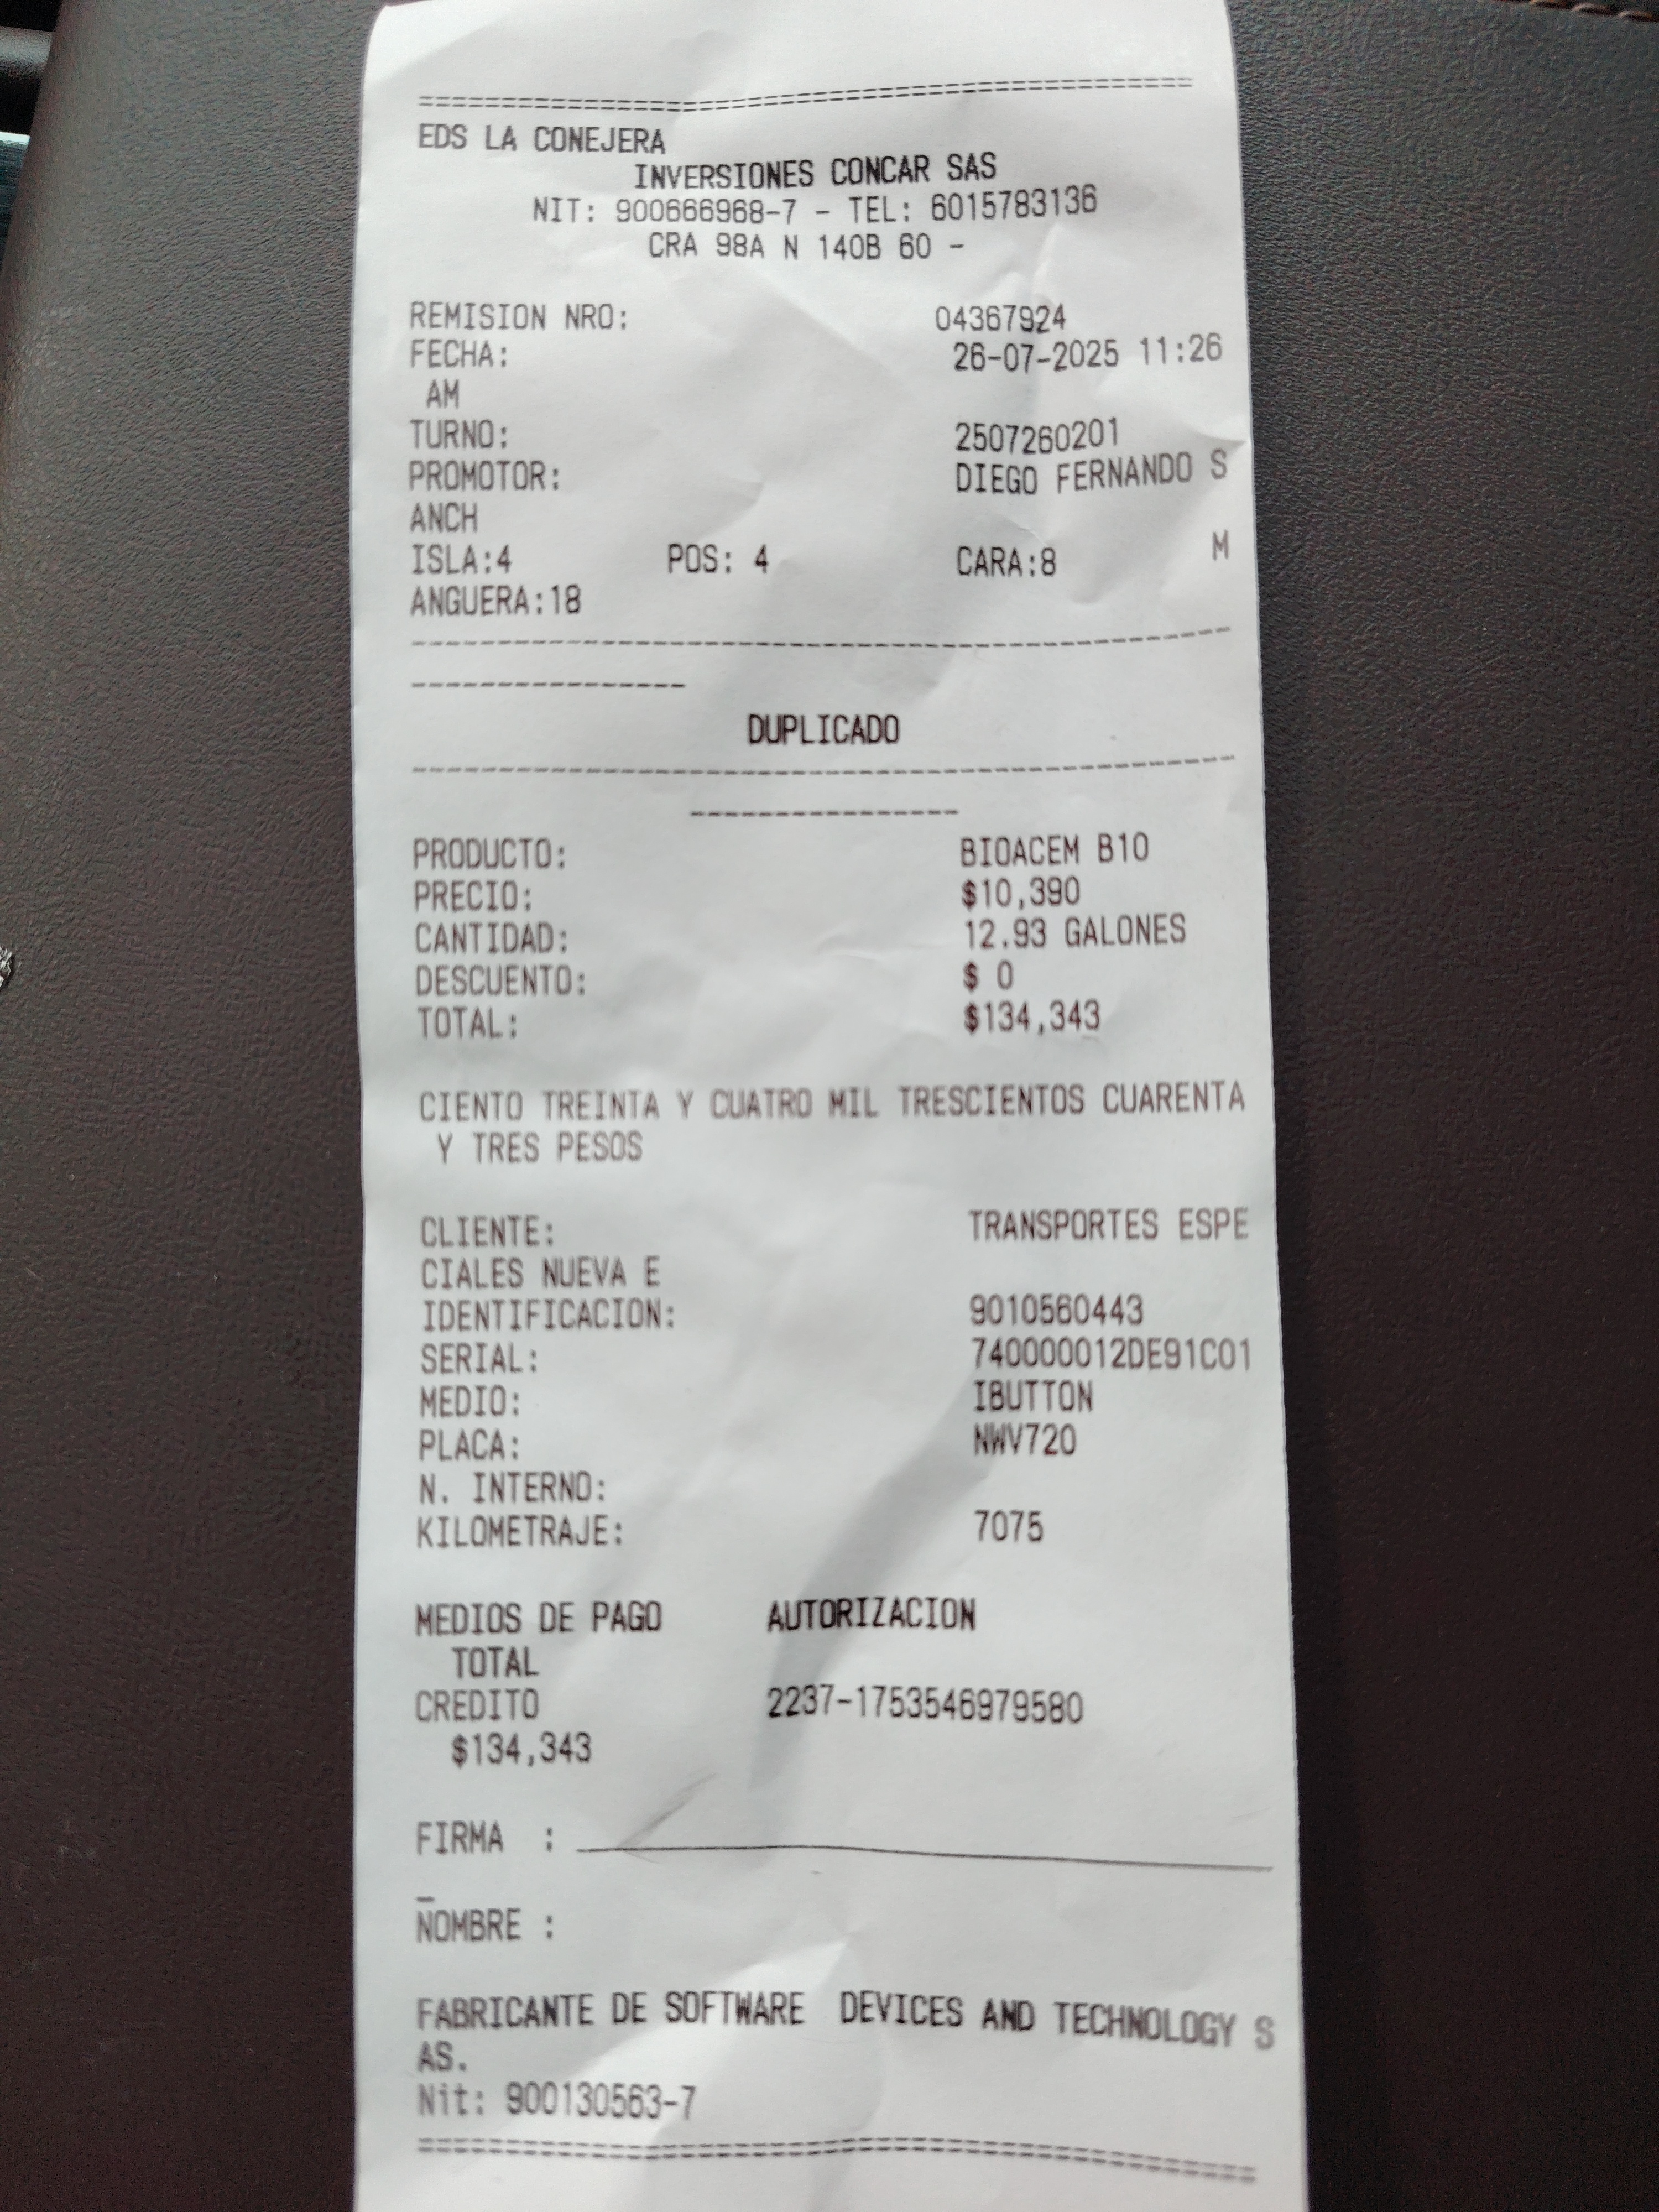 EDS LA CONEJERA
INVERSIONES CONCAR SAS
NIT: 900666968-7 - TEL: 6015783136
CRA 98A N 140B 60 -
REMISION NRO: 04367924
FECHA: 26-07-2025 11:26
AM
TURNO: 2507260201
PROMOTOR: DIEGO FERNANDO S
ANCH
ISLA:4 POS: 4 CARA:8 M
ANGUERA:18
DUPLICADO
PRODUCTO: BIOACEM B10
PRECIO: $10,390
CANTIDAD: 12.93 GALONES
DESCUENTO: $ 0
TOTAL: $134,343
CIENTO TREINTA Y CUATRO MIL TRESCIENTOS CUARENTA
Y TRES PESOS
CLIENTE: TRANSPORTES ESPE
CIALES NUEVA E
IDENTIFICACION: 9010560443
SERIAL: 740000012DE91C01
MEDIO: IBUTTON
PLACA: NWV720
N. INTERNO:
KILOMETRAJE: 7075
MEDIOS DE PAGO AUTORIZACION
TOTAL
CREDITO 2237-1753546979580
$134,343
FIRMA :
NOMBRE :
FABRICANTE DE SOFTWARE DEVICES AND TECHNOLOGY S
AS.
Nit: 900130563-7